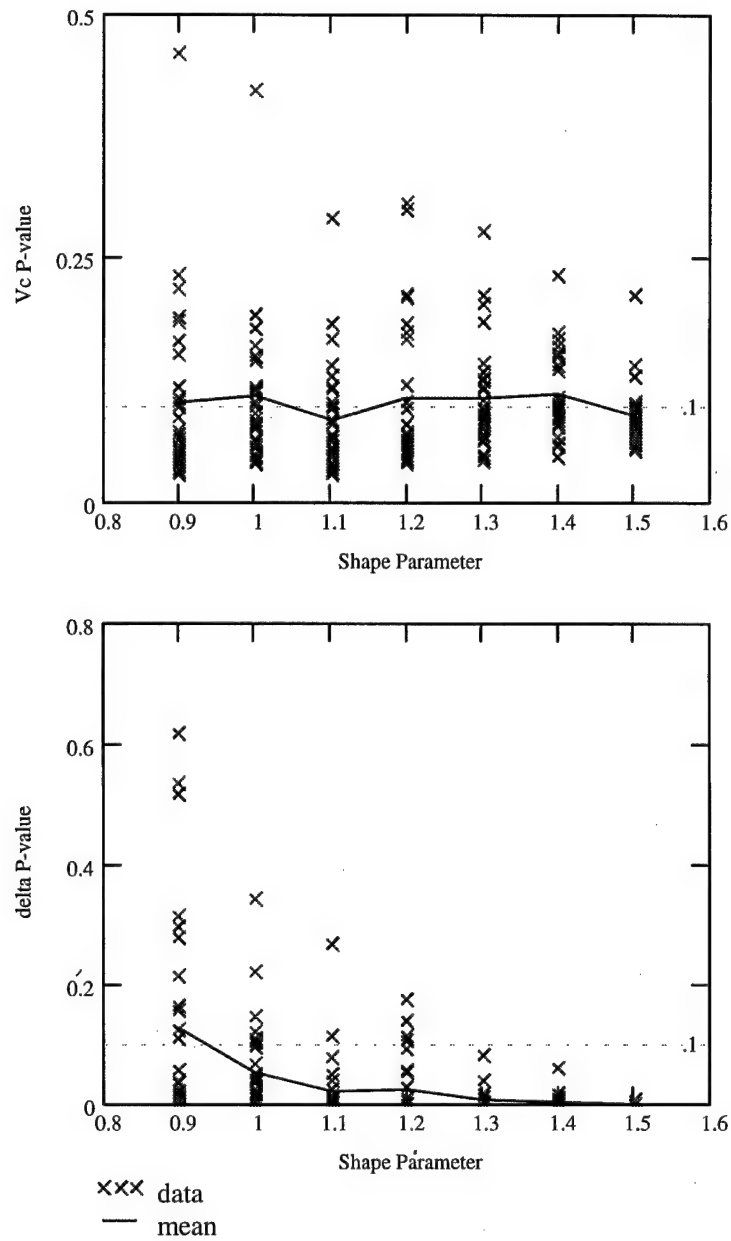 0.5
Vc P-value
0.25
.1
0
0.8 0.9 1 1.1 1.2 1.3 1.4 1.5 1.6
Shape Parameter
0.8
0.6
delta P-value
0.4
0.2
.1
0
0.8 0.9 1 1.1 1.2 1.3 1.4 1.5 1.6
Shape Parameter
××× data
— mean